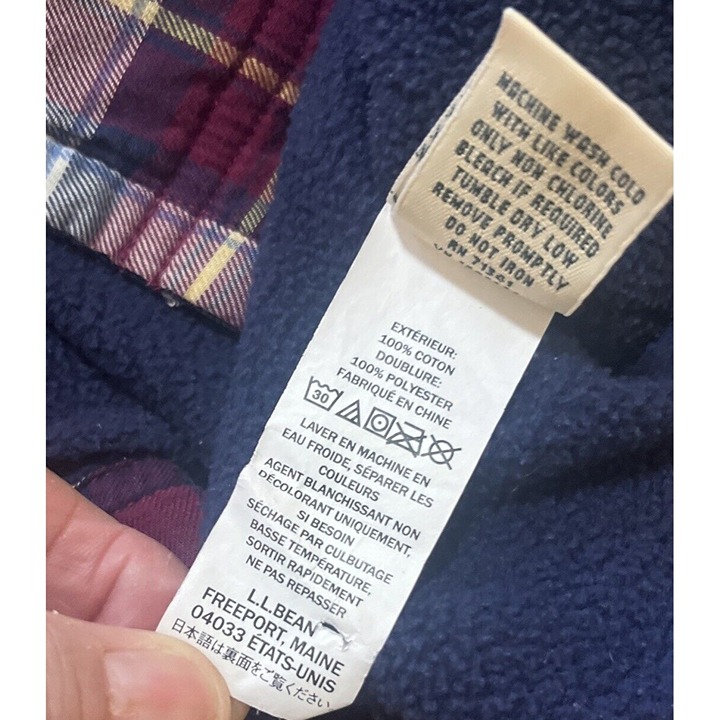 MACHINE WASH COLD
WITH LIKE COLORS
ONLY NON CHLORINE
BLEACH IF REQUIRED
TUMBLE DRY LOW
REMOVE PROMPTLY
DO NOT IRON
RN 71341
EXTÉRIEUR:
100% COTON
DOUBLURE:
100% POLYESTER
FABRIQUÉ EN CHINE
30
LAVER EN MACHINE EN
EAU FROIDE, SÉPARER LES
COULEURS
AGENT BLANCHISSANT NON
DÉCOLORANT UNIQUEMENT,
SI BESOIN
SÉCHAGE PAR CULBUTAGE
BASSE TEMPÉRATURE,
SORTIR RAPIDEMENT
NE PAS REPASSER
L.L.BEAN
FREEPORT, MAINE
04033 ÉTATS-UNIS
日本語は裏面をご覧ください